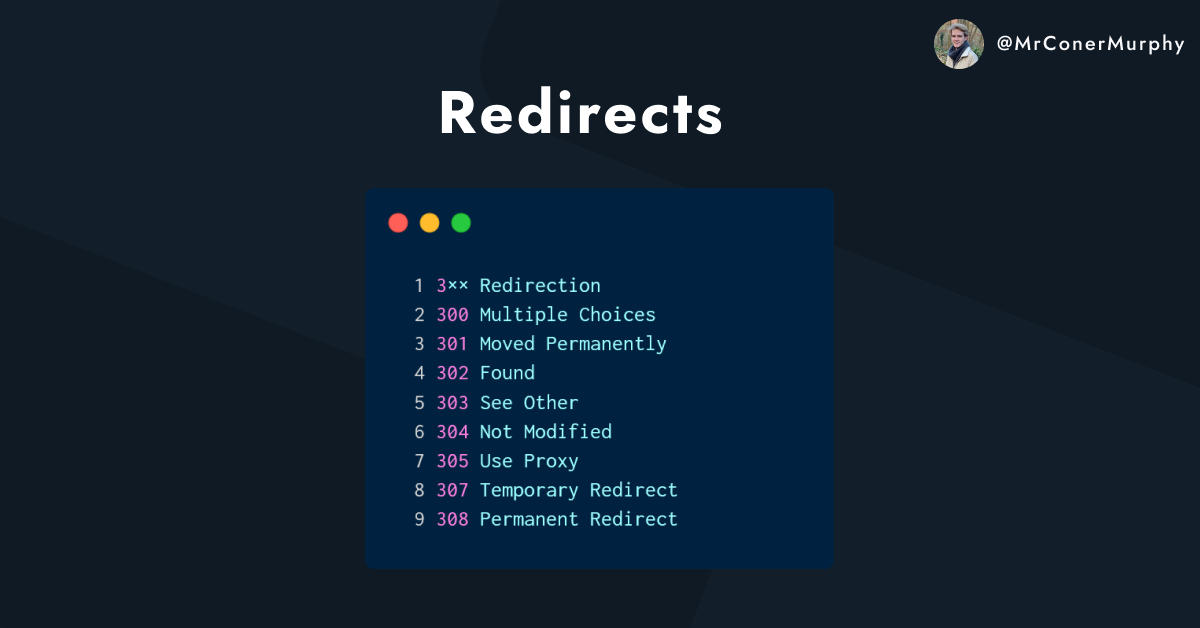 @MrConerMurphy
Redirects
1 3×× Redirection
2 300 Multiple Choices
3 301 Moved Permanently
4 302 Found
5 303 See Other
6 304 Not Modified
7 305 Use Proxy
8 307 Temporary Redirect
9 308 Permanent Redirect